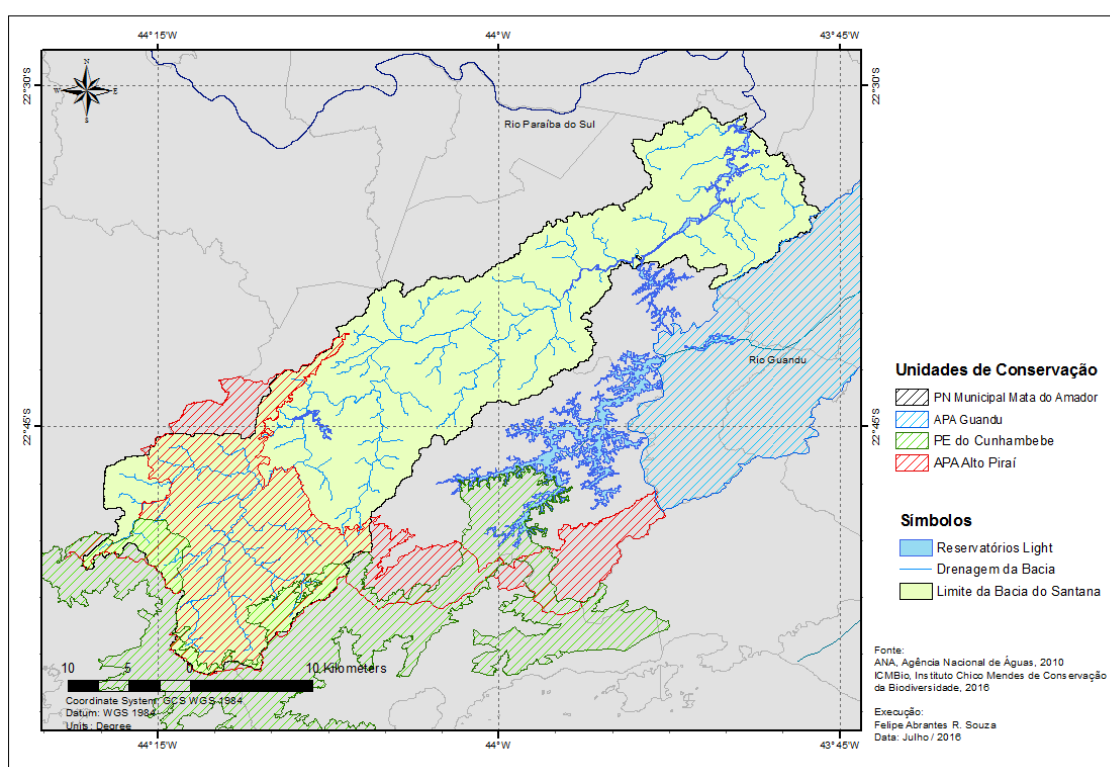 44°15'W 44°W 43°45'W
N
W E
S
22°30'S
22°30'S
Rio Paraíba do Sul
Rio Guandu
22°45'S
22°45'S
Unidades de Conservação
PN Municipal Mata do Amador
APA Guandu
PE do Cunhambebe
APA Alto Piraí
Símbolos
Reservatórios Light
Drenagem da Bacia
Limite da Bacia do Santana
10 5 0 10 Kilometers
Coordinate System: GCS WGS 1984
Datum: WGS 1984
Units: Degree
Fonte:
ANA, Agência Nacional de Águas, 2010
ICMBio, Instituto Chico Mendes de Conservação
da Biodiversidade, 2016
Execução:
Felipe Abrantes R. Souza
Data: Julho / 2016
44°15'W 44°W 43°45'W